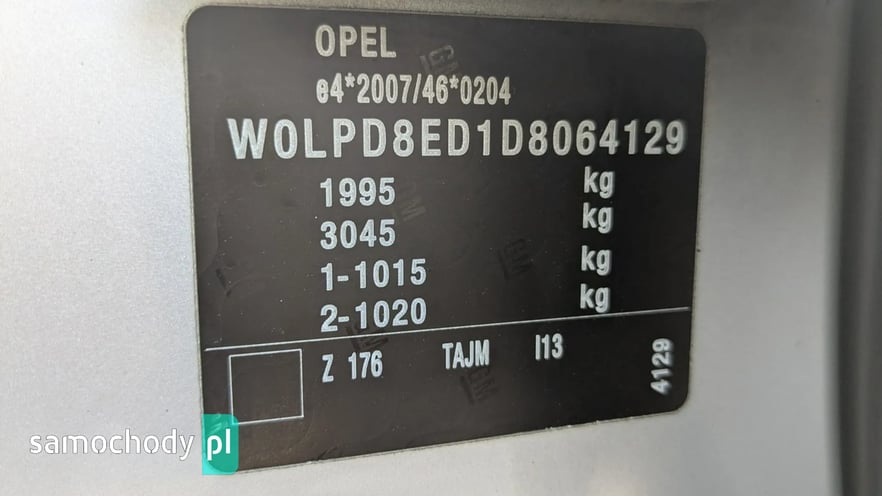 OPEL
e4*2007/46*0204
W0LPD8ED1D8064129
1995 kg
3045 kg
1-1015 kg
2-1020 kg
Z 176 TAJM I13
4129
samochody pl